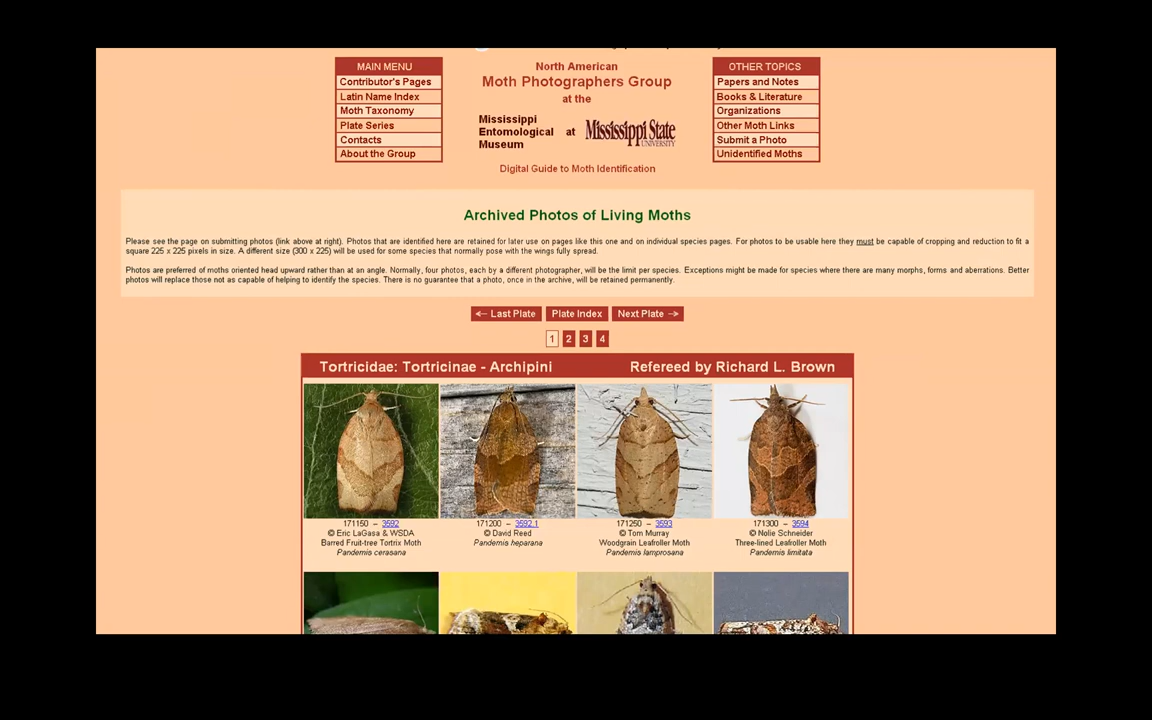 MAIN MENU
Contributor's Pages
Latin Name Index
Moth Taxonomy
Plate Series
Contacts
About the Group
North American
Moth Photographers Group
at the
Mississippi
Entomological at
Museum
Mississippi State
UNIVERSITY
Digital Guide to Moth Identification
OTHER TOPICS
Papers and Notes
Books & Literature
Organizations
Other Moth Links
Submit a Photo
Unidentified Moths
Archived Photos of Living Moths
Please see the page on submitting photos (link above at right). Photos that are identified here are retained for later use on pages like this one and on individual species pages. For photos to be usable here they must be capable of cropping and reduction to fit a
square 225 x 225 pixels in size. A different size (300 x 225) will be used for some species that normally pose with the wings fully spread.
Photos are preferred of moths oriented head upward rather than at an angle. Normally, four photos, each by a different photographer, will be the limit per species. Exceptions might be made for species where there are many morphs, forms and aberrations. Better
photos will replace those not as capable of helping to identify the species. There is no guarantee that a photo, once in the archive, will be retained permanently.
← Last Plate Plate Index Next Plate →
1 2 3 4
Tortricidae: Tortricinae - Archipini Refereed by Richard L. Brown
171150 – 3592
© Eric LaGasa & WSDA
Barred Fruit-tree Tortrix Moth
Pandemis cerasana
171200 – 3592.1
© David Reed
Pandemis heparana
171250 – 3593
© Tom Murray
Woodgrain Leafroller Moth
Pandemis lamprosana
171300 – 3594
© Nolie Schneider
Three-lined Leafroller Moth
Pandemis limitata